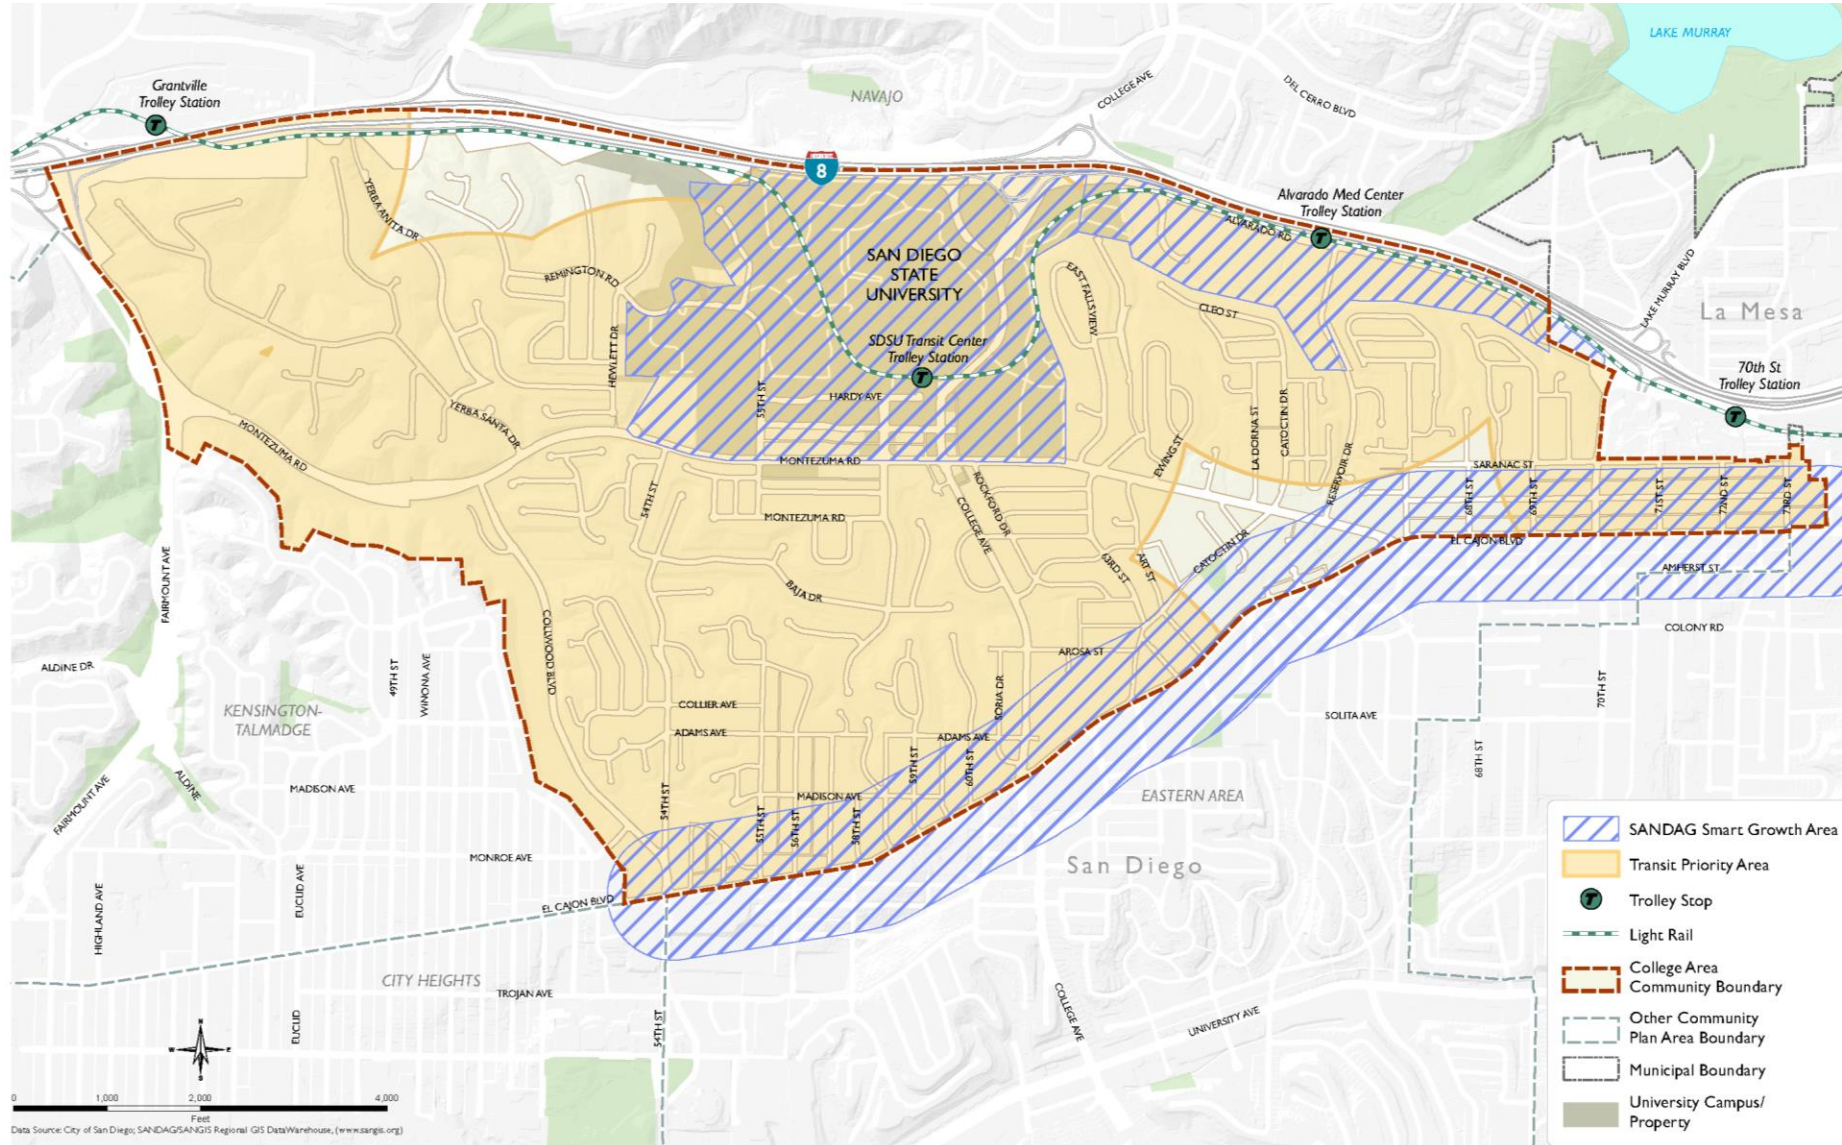 LAKE MURRAY
Grantville
Trolley Station
NAVAJO
COLLEGE AVE
DEL CERRO BLVD
8
Alvarado Med Center
Trolley Station
ALVARADO RD
YERBA ANITA DR
REMINGTON RD
SAN DIEGO
STATE
UNIVERSITY
EAST FALLS VIEW
CLEO ST
LAKE MURRAY BLVD
La Mesa
HEWLETT DR
SDSU Transit Center
Trolley Station
70th St
Trolley Station
55TH ST
HARDY AVE
YERBA SANTA DR
MONTEZUMA RD
MONTEZUMA RD
EWING ST
LA DORNA ST
CATOCTIN DR
RESERVOIR DR
SARANAC ST
68TH ST
69TH ST
71ST ST
72ND ST
73RD ST
54TH ST
MONTEZUMA RD
ROCKFORD DR
COLLEGE AVE
63RD ST
ART ST
CATOCTIN DR
EL CAJON BLVD
AMHERST ST
FAIRMOUNT AVE
BAJA DR
COLONY RD
ALDINE DR
49TH ST
WINONA AVE
COLLWOOD BLVD
AROSA ST
KENSINGTON-
TALMADGE
COLLIER AVE
ADAMS AVE
SORIA DR
ADAMS AVE
SOLITA AVE
70TH ST
68TH ST
59TH ST
60TH ST
FAIRMOUNT AVE
ALDINE
MADISON AVE
54TH ST
MADISON AVE
55TH ST
56TH ST
58TH ST
EASTERN AREA
MONROE AVE
San Diego
HIGHLAND AVE
EUCLID AVE
EL CAJON BLVD
CITY HEIGHTS
TROJAN AVE
EUCLID
54TH ST
COLLEGE AVE
UNIVERSITY AVE
SANDAG Smart Growth Area
Transit Priority Area
T
Trolley Stop
Light Rail
College Area
Community Boundary
Other Community
Plan Area Boundary
Municipal Boundary
University Campus/
Property
N
W
E
S
0 1,000 2,000 4,000
Feet
Data Source: City of San Diego; SANDAG/SANGIS Regional GIS DataWarehouse, (www.sangis.org)